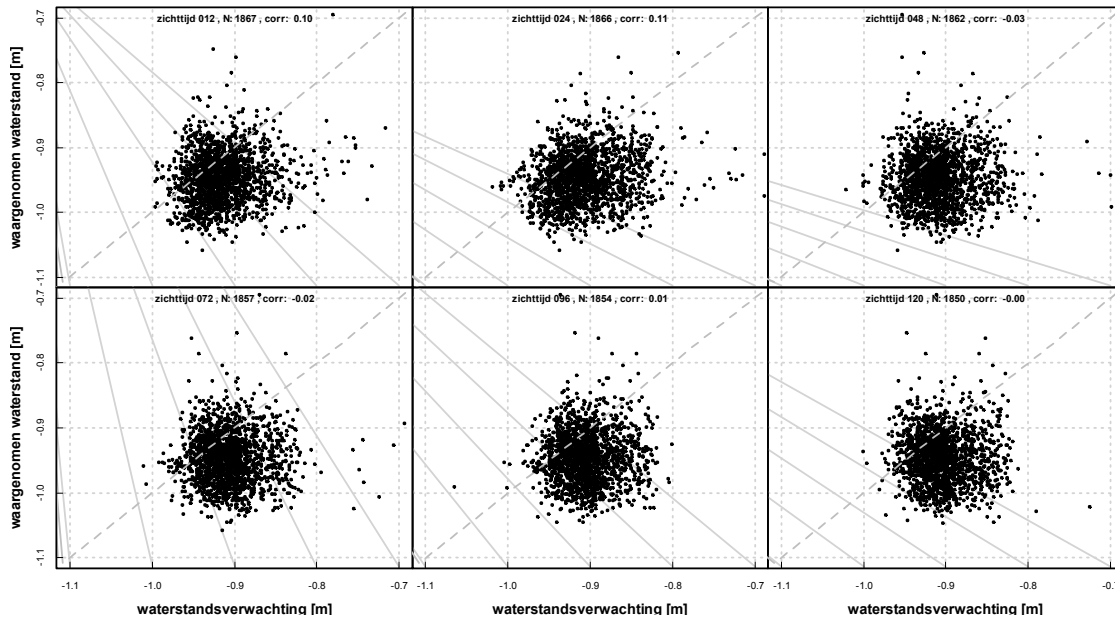 zichttijd 012 , N: 1867 , corr: 0.10
zichttijd 024 , N: 1866 , corr: 0.11
zichttijd 048 , N: 1862 , corr: -0.03
waargenomen waterstand [m]
-0.7
-0.8
-0.9
-1.0
-1.1
zichttijd 072 , N: 1857 , corr: -0.02
zichttijd 096 , N: 1854 , corr: 0.01
zichttijd 120 , N: 1850 , corr: -0.00
waargenomen waterstand [m]
-0.7
-0.8
-0.9
-1.0
-1.1
-1.1 -1.0 -0.9 -0.8 -0.7
-1.1 -1.0 -0.9 -0.8 -0.7
-1.1 -1.0 -0.9 -0.8 -0.7
waterstandsverwachting [m]
waterstandsverwachting [m]
waterstandsverwachting [m]